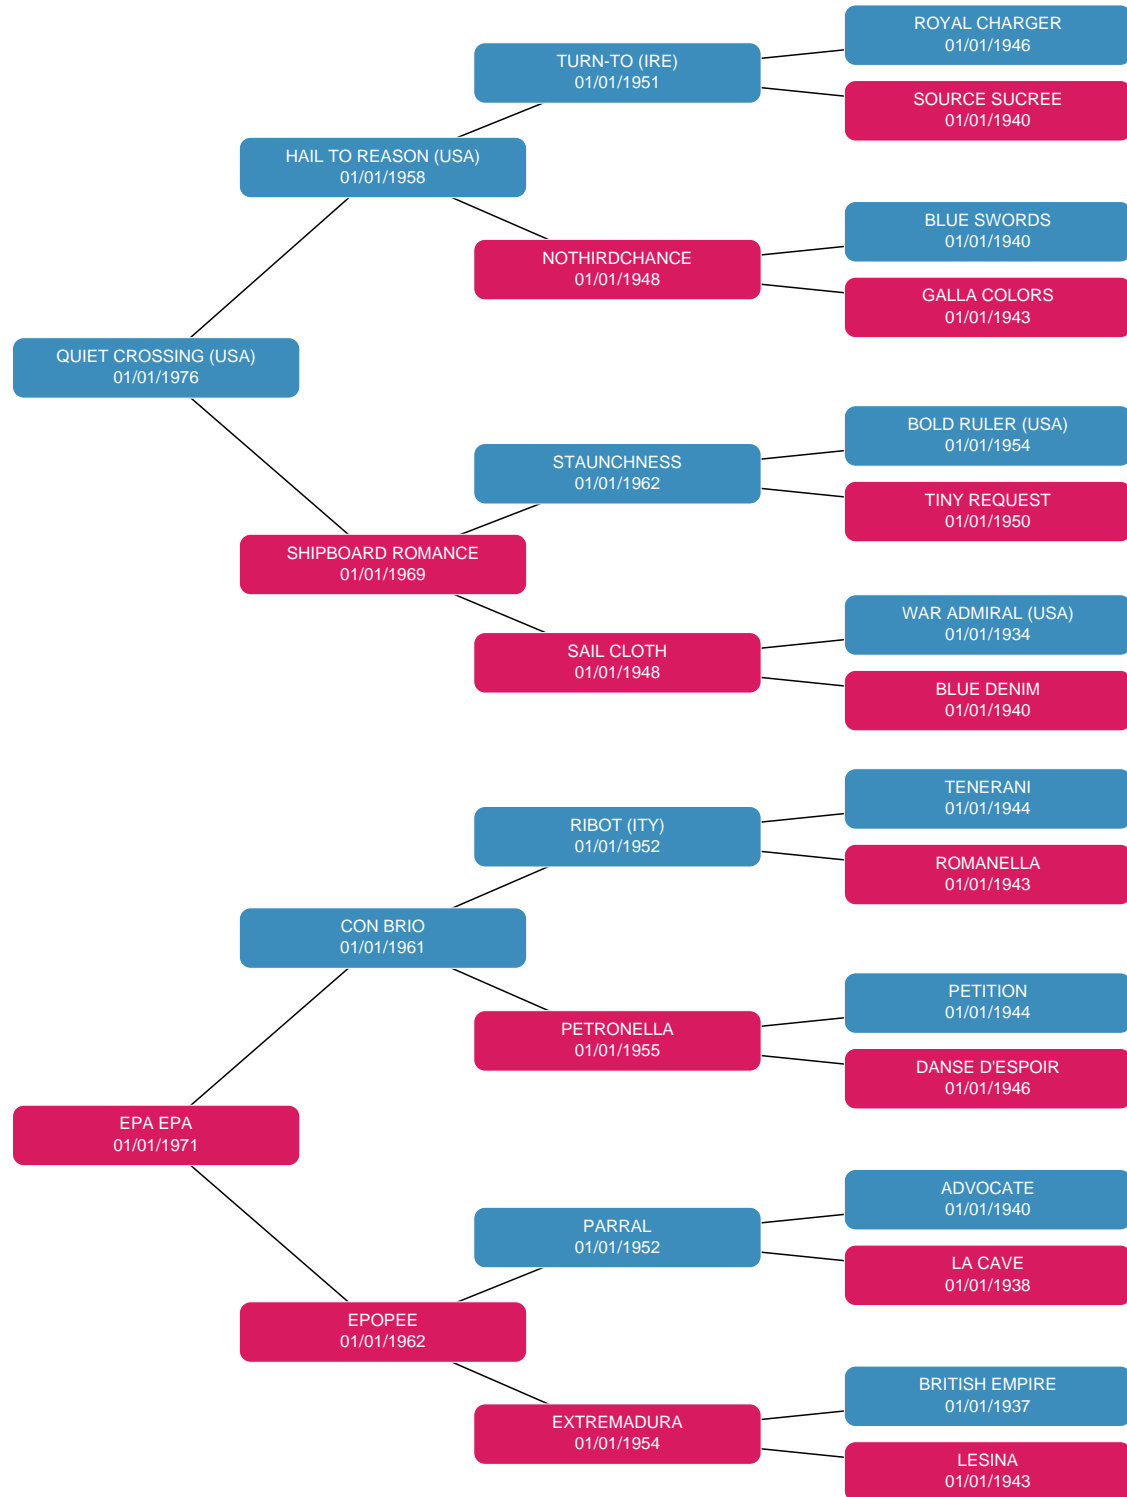 ROYAL CHARGER
01/01/1946
TURN-TO (IRE)
01/01/1951
SOURCE SUCREE
01/01/1940
HAIL TO REASON (USA)
01/01/1958
BLUE SWORDS
01/01/1940
NOTHIRDCHANCE
01/01/1948
GALLA COLORS
01/01/1943
QUIET CROSSING (USA)
01/01/1976
BOLD RULER (USA)
01/01/1954
STAUNCHNESS
01/01/1962
TINY REQUEST
01/01/1950
SHIPBOARD ROMANCE
01/01/1969
WAR ADMIRAL (USA)
01/01/1934
SAIL CLOTH
01/01/1948
BLUE DENIM
01/01/1940
TENERANI
01/01/1944
RIBOT (ITY)
01/01/1952
ROMANELLA
01/01/1943
CON BRIO
01/01/1961
PETITION
01/01/1944
PETRONELLA
01/01/1955
DANSE D'ESPOIR
01/01/1946
EPA EPA
01/01/1971
ADVOCATE
01/01/1940
PARRAL
01/01/1952
LA CAVE
01/01/1938
EPOPEE
01/01/1962
BRITISH EMPIRE
01/01/1937
EXTREMADURA
01/01/1954
LESINA
01/01/1943